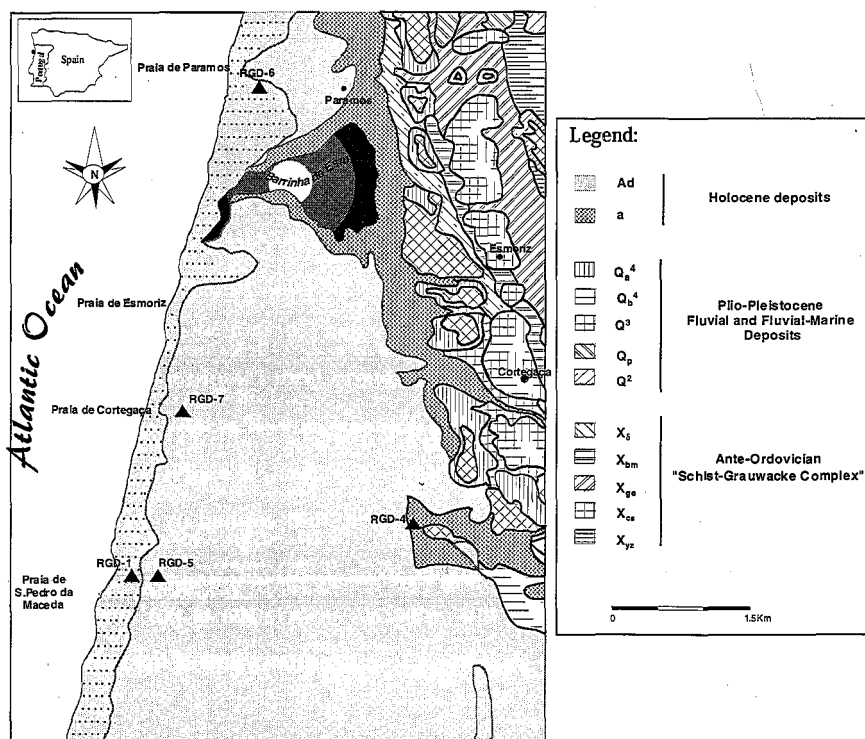 Spain
Portugal
Praia de Paramos
RGD-6
Paramos
N
Barrinha de
Esmoriz
Praia de Esmoriz
Atlantic Ocean
Cortegaça
Praia de Cortegaça
RGD-7
RGD-4
RGD-1
RGD-5
Praia de
S.Pedro da
Maceda
Legend:
Ad
a
Holocene deposits
Qa4
Qb4
Q3
Qp
Q2
Plio-Pleistocene
Fluvial and Fluvial-Marine
Deposits
Xδ
Xbm
Xge
Xcs
Xyz
Ante-Ordovician
"Schist-Grauwacke Complex"
0
1.5Km